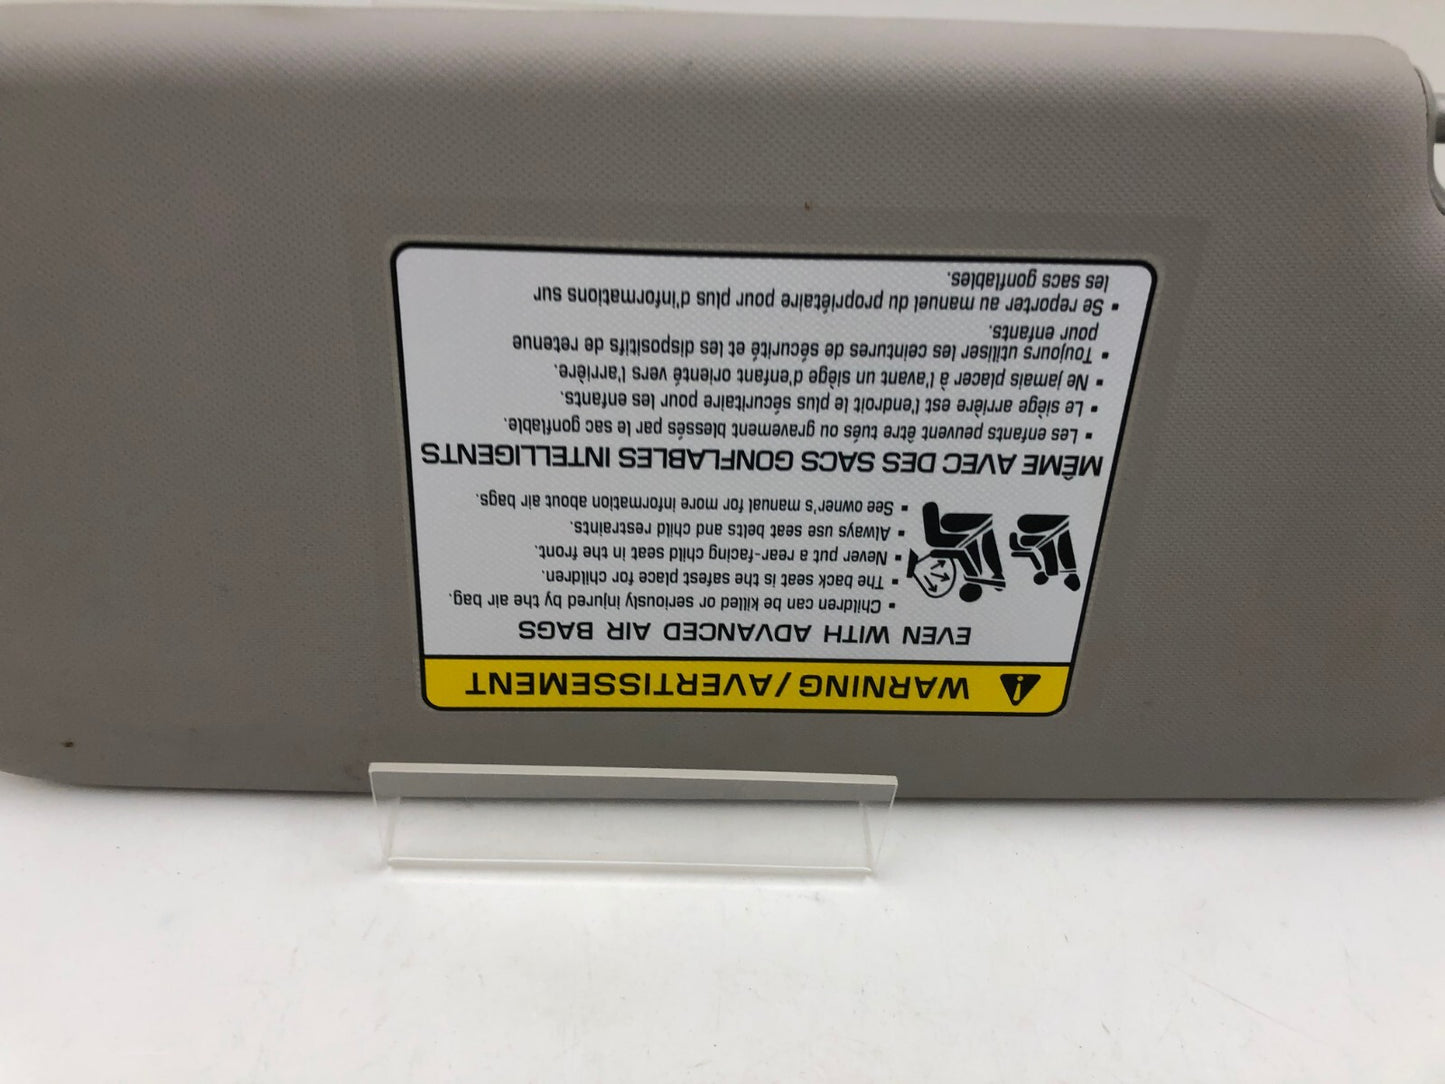 WARNING/AVERTISSEMENT
EVEN WITH ADVANCED AIR BAGS
▪ Children can be killed or seriously injured by the air bag.
▪ The back seat is the safest place for children.
▪ Never put a rear-facing child seat in the front.
▪ Always use seat belts and child restraints.
▪ See owner's manual for more information about air bags.
MÊME AVEC DES SACS GONFLABLES INTELLIGENTS
▪ Les enfants peuvent être tués ou gravement blessés par le sac gonflable.
▪ Le siège arrière est l'endroit le plus sécuritaire pour les enfants.
▪ Ne jamais placer à l'avant un siège d'enfant orienté vers l'arrière.
▪ Toujours utiliser les ceintures de sécurité et les dispositifs de retenue
pour enfants.
▪ Se reporter au manuel du propriétaire pour plus d'informations sur
les sacs gonflables.